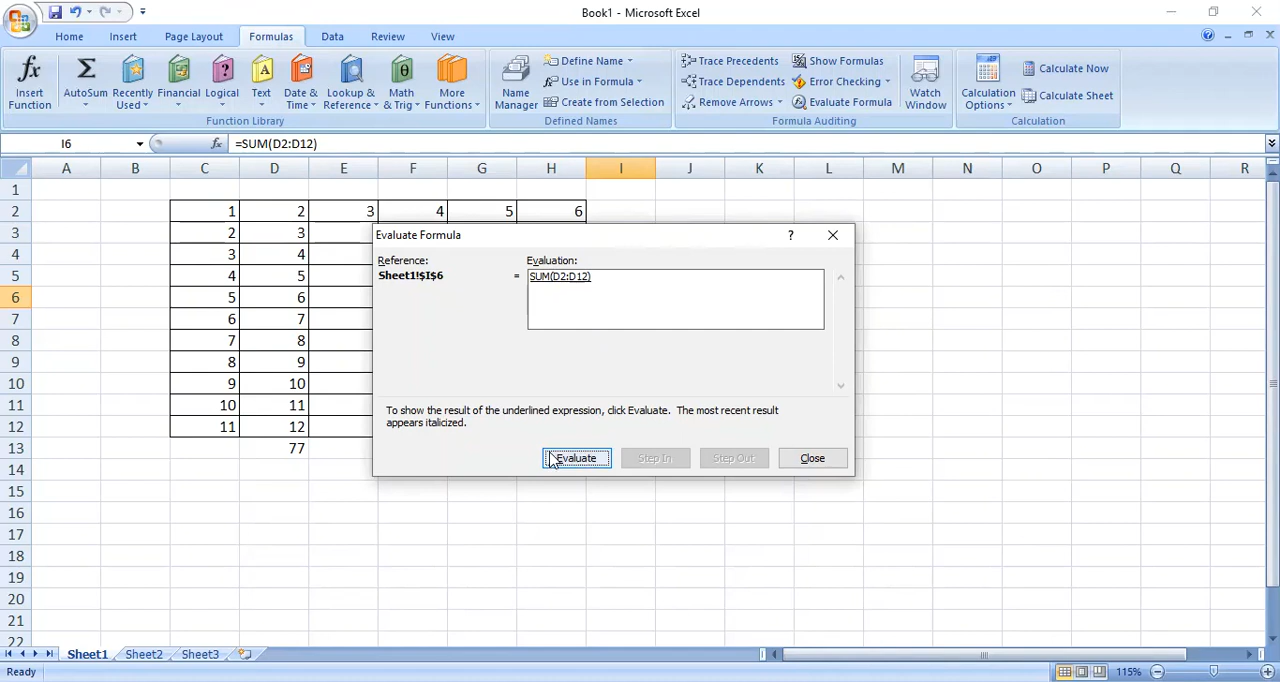 Book1 - Microsoft Excel
Home Insert Page Layout Formulas Data Review View
fx Insert Function
Σ AutoSum
Recently Used
Financial
Logical
Text
Date & Time
Lookup & Reference
Math & Trig
More Functions
Function Library
Name Manager
Define Name
Use in Formula
Create from Selection
Defined Names
Trace Precedents
Trace Dependents
Remove Arrows
Show Formulas
Error Checking
Evaluate Formula
Formula Auditing
Watch Window
Calculation Options
Calculate Now
Calculate Sheet
Calculation
I6 fx =SUM(D2:D12)
A B C D E F G H I J K L M N O P Q R
1
2 1 2 3 4 5 6
3 2 3
4 3 4
5 4 5
6 5 6
7 6 7
8 7 8
9 8 9
10 9 10
11 10 11
12 11 12
13 77
14
15
16
17
18
19
20
21
22
Evaluate Formula ?
Reference: Evaluation:
Sheet1!$I$6 = SUM(D2:D12)
To show the result of the underlined expression, click Evaluate. The most recent result
appears italicized.
Evaluate Step In Step Out Close
Sheet1 Sheet2 Sheet3
Ready 115%